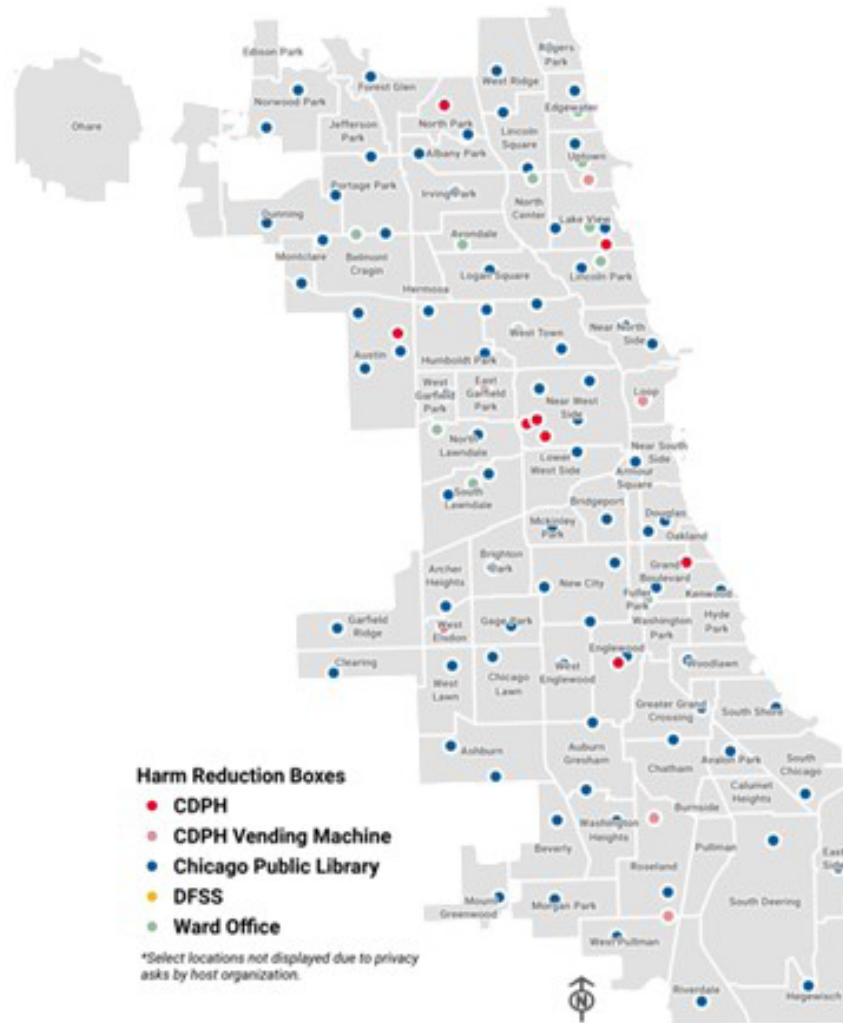 Edison Park
Rogers
Park
Forest Glen
West Ridge
Norwood Park
Edgewater
Ohare
Jefferson
Park
North Park
Lincoln
Square
Albany Park
Uptown
Portage Park
Irving Park
North
Center
Dunning
Lake View
Avondale
Montclare
Belmont
Cragin
Logan Square
Lincoln Park
Hermosa
West Town
Near North
Side
Austin
Humboldt Park
West
Garfield
Park
East
Garfield
Park
Near West
Side
Loop
North
Lawndale
Near South
Side
Lower
West Side
Armour
Square
South
Lawndale
Bridgeport
Douglas
Mckinley
Park
Oakland
Brighton
Park
Archer
Heights
New City
Grand
Boulevard
Fuller
Park
Kenwood
Garfield
Ridge
West
Elsdon
Gage Park
Washington
Park
Hyde
Park
Englewood
Clearing
West
Lawn
Chicago
Lawn
West
Englewood
Woodlawn
Greater Grand
Crossing
South Shore
Ashburn
Auburn
Gresham
Chatham
Avalon Park
South
Chicago
Calumet
Heights
Burnside
Washington
Heights
Beverly
Pullman
East
Side
Roseland
Mount
Greenwood
Morgan Park
South Deering
West Pullman
Riverdale
Hegewisch
Harm Reduction Boxes
CDPH
CDPH Vending Machine
Chicago Public Library
DFSS
Ward Office
*Select locations not displayed due to privacy
asks by host organization.
N